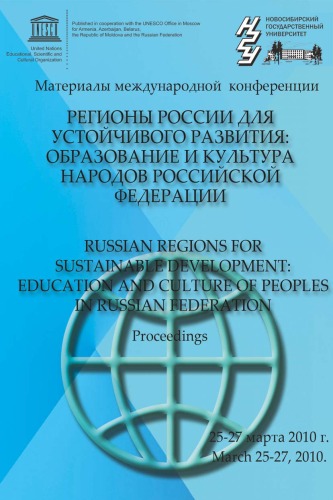 United Nations
Educational, Scientific and
Cultural Organization
Published in cooperation with the UNESCO Office in Moscow
for Armenia, Azerbaijan, Belarus,
the Republic of Moldova and the Russian Federation
НОВОСИБИРСКИЙ
ГОСУДАРСТВЕННЫЙ
УНИВЕРСИТЕТ
Материалы международной конференции
РЕГИОНЫ РОССИИ ДЛЯ
УСТОЙЧИВОГО РАЗВИТИЯ:
ОБРАЗОВАНИЕ И КУЛЬТУРА
НАРОДОВ РОССИЙСКОЙ
ФЕДЕРАЦИИ
RUSSIAN REGIONS FOR
SUSTAINABLE DEVELOPMENT:
EDUCATION AND CULTURE OF PEOPLES
IN RUSSIAN FEDERATION
Proceedings
25-27 марта 2010 г.
March 25-27, 2010.